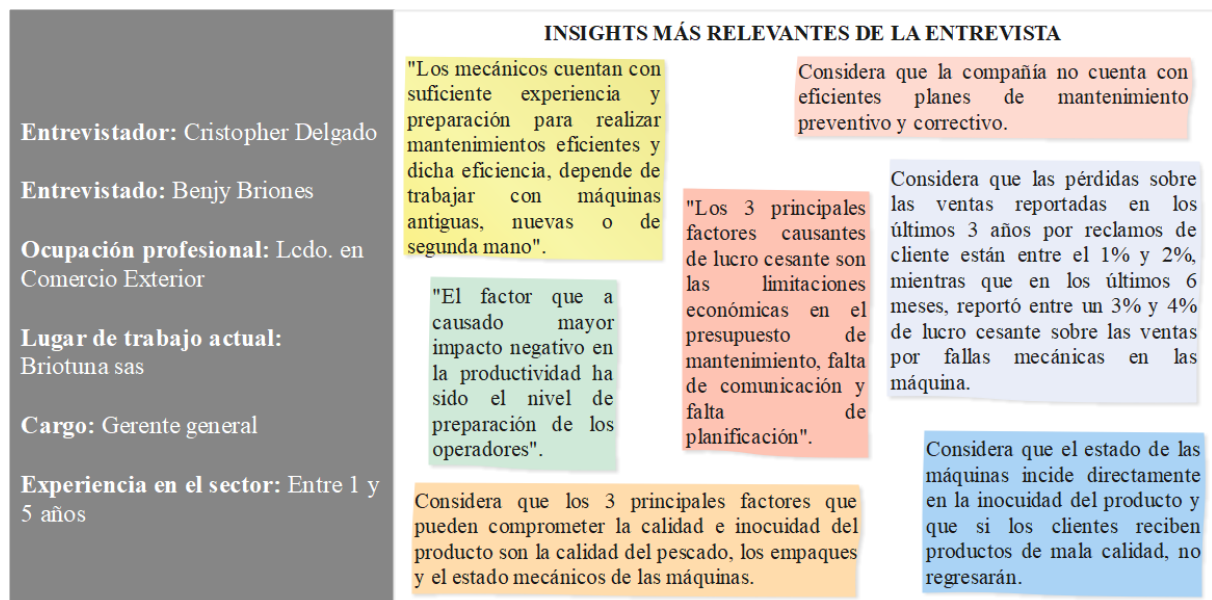 Entrevistador: Cristopher Delgado
Entrevistado: Benjy Briones
Ocupación profesional: Lcdo. en
Comercio Exterior
Lugar de trabajo actual:
Briotuna sas
Cargo: Gerente general
Experiencia en el sector: Entre 1 y
5 años
INSIGHTS MÁS RELEVANTES DE LA ENTREVISTA
"Los mecánicos cuentan con
suficiente experiencia y
preparación para realizar
mantenimientos eficientes y
dicha eficiencia, depende de
trabajar con máquinas
antiguas, nuevas o de
segunda mano".
Considera que la compañía no cuenta con
eficientes planes de mantenimiento
preventivo y correctivo.
"Los 3 principales
factores causantes
de lucro cesante son
las limitaciones
económicas en el
presupuesto de
mantenimiento, falta
de comunicación y
falta de
planificación".
Considera que las pérdidas sobre
las ventas reportadas en los
últimos 3 años por reclamos de
cliente están entre el 1% y 2%,
mientras que en los últimos 6
meses, reportó entre un 3% y 4%
de lucro cesante sobre las ventas
por fallas mecánicas en las
máquina.
"El factor que a
causado mayor
impacto negativo en
la productividad ha
sido el nivel de
preparación de los
operadores".
Considera que los 3 principales factores que
pueden comprometer la calidad e inocuidad del
producto son la calidad del pescado, los empaques
y el estado mecánicos de las máquinas.
Considera que el estado de las
máquinas incide directamente
en la inocuidad del producto y
que si los clientes reciben
productos de mala calidad, no
regresarán.